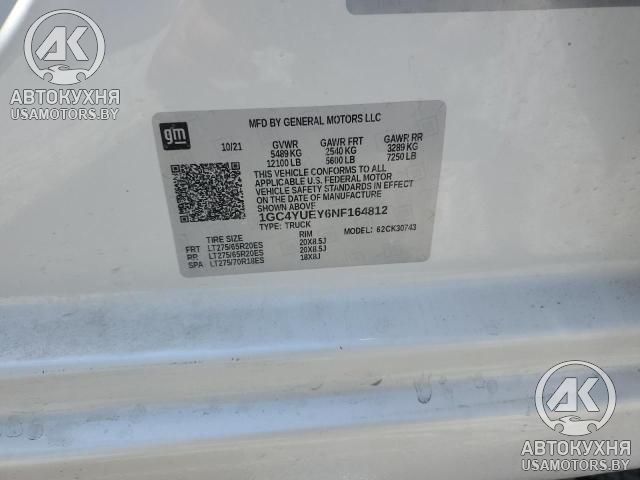 AK
АВТОКУХНЯ
USAMOTORS.BY
gm
MFD BY GENERAL MOTORS LLC
10/21 GVWR GAWR FRT GAWR RR
5489 KG 2540 KG 3289 KG
12100 LB 5600 LB 7250 LB
THIS VEHICLE CONFORMS TO ALL
APPLICABLE U.S. FEDERAL MOTOR
VEHICLE SAFETY STANDARDS IN EFFECT
ON THE DATE OF MANUFACTURE
SHOWN ABOVE.
1GC4YUEY6NF164812
TYPE: TRUCK MODEL: 62CK30743
TIRE SIZE RIM
FRT LT275/65R20ES 20X8.5J
RR LT275/65R20ES 20X8.5J
SPA LT275/70R18ES 18X8J
AK
АВТОКУХНЯ
USAMOTORS.BY